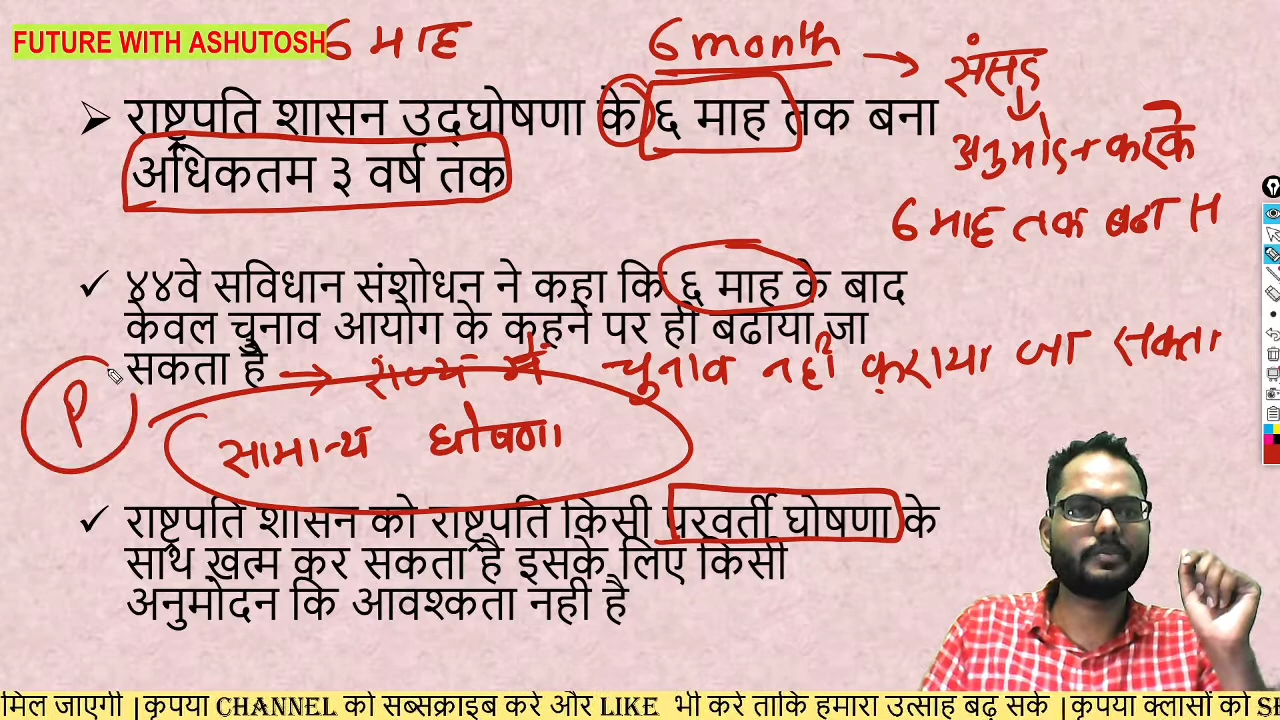 FUTURE WITH ASHUTOSH
6 माह
6 month → संसद
राष्ट्रपति शासन उद्घोषणा के ६ माह तक बना
अनुमोदन करके
अधिकतम ३ वर्ष तक
6 माह तक बढा
४४वे सविधान संशोधन ने कहा कि ६ माह के बाद
केवल चुनाव आयोग के कहने पर ही बढाया जा
सकता है → राज्य में चुनाव नहीं कराया जा सकता
P
सामान्य घोषणा
राष्ट्रपति शासन को राष्ट्रपति किसी परवर्ती घोषणा के
साथ खत्म कर सकता है इसके लिए किसी
अनुमोदन कि आवश्कता नही है
मिल जाएगी | कृपया CHANNEL को सब्सक्राइब करे और LIKE भी करे ताकि हमारा उत्साह बढ़ सके | कृपया क्लासों को